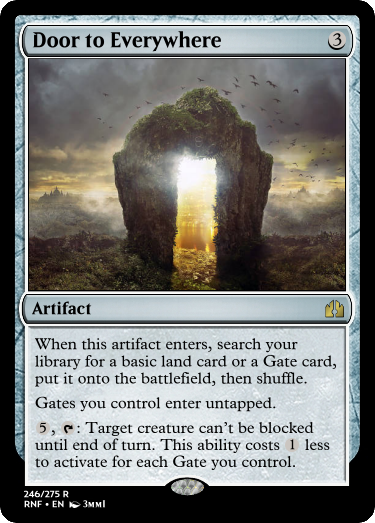 Door to Everywhere 3
Artifact
When this artifact enters, search your
library for a basic land card or a Gate card,
put it onto the battlefield, then shuffle.
Gates you control enter untapped.
5, : Target creature can't be blocked
until end of turn. This ability costs 1 less
to activate for each Gate you control.
246/275 R
RNF • EN 3mml